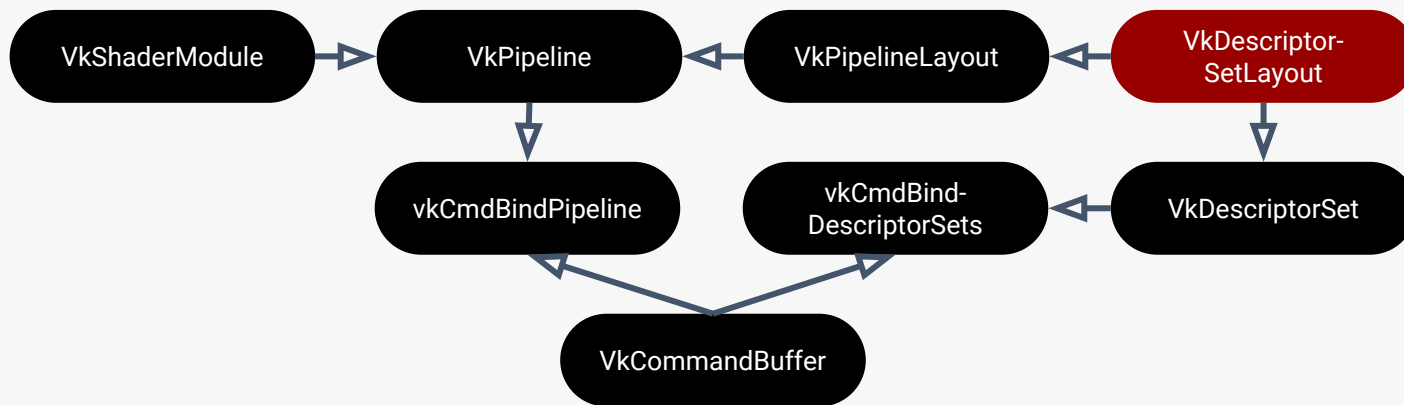 VkShaderModule
VkPipeline
VkPipelineLayout
VkDescriptor-
SetLayout
vkCmdBindPipeline
vkCmdBind-
DescriptorSets
VkDescriptorSet
VkCommandBuffer